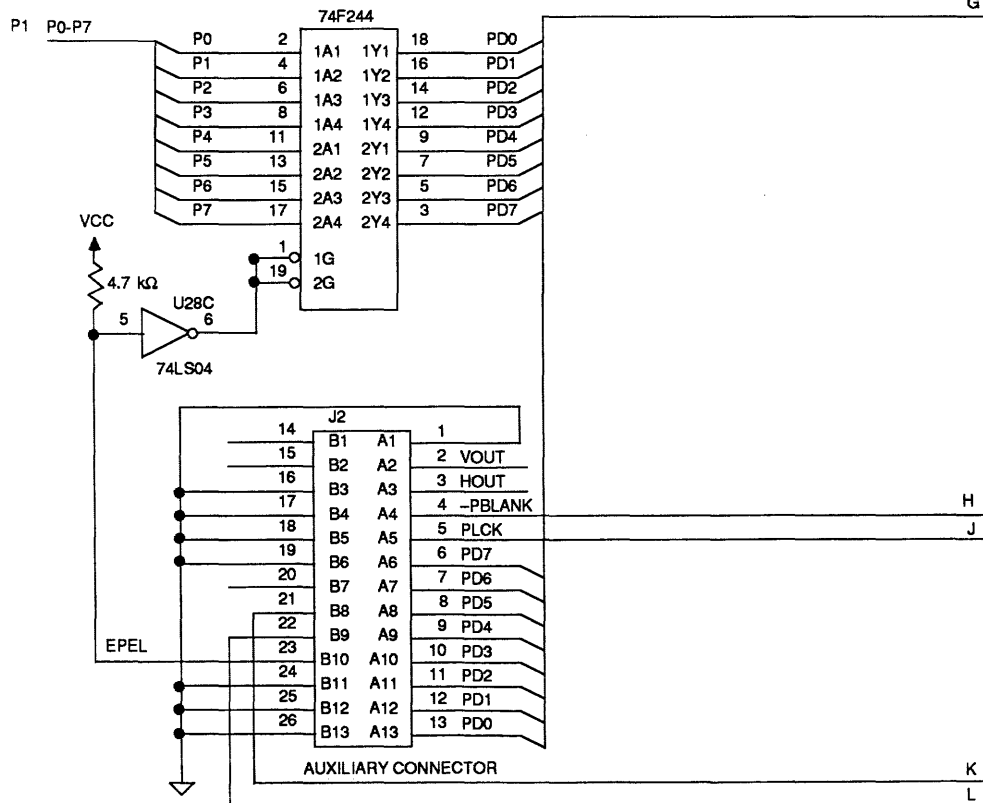 G
P1 P0-P7
74F244
P0 2 1A1 1Y1 18 PD0
P1 4 1A2 1Y2 16 PD1
P2 6 1A3 1Y3 14 PD2
P3 8 1A4 1Y4 12 PD3
P4 11 2A1 2Y1 9 PD4
P5 13 2A2 2Y2 7 PD5
P6 15 2A3 2Y3 5 PD6
P7 17 2A4 2Y4 3 PD7
VCC
1 1G
19 2G
4.7 kΩ
U28C
5 6
74LS04
J2
14 B1 A1 1
15 B2 A2 2 VOUT
16 B3 A3 3 HOUT
17 B4 A4 4 -PBLANK H
18 B5 A5 5 PLCK J
19 B6 A6 6 PD7
20 B7 A7 7 PD6
21 B8 A8 8 PD5
22 B9 A9 9 PD4
EPEL 23 B10 A10 10 PD3
24 B11 A11 11 PD2
25 B12 A12 12 PD1
26 B13 A13 13 PD0
AUXILIARY CONNECTOR K
L